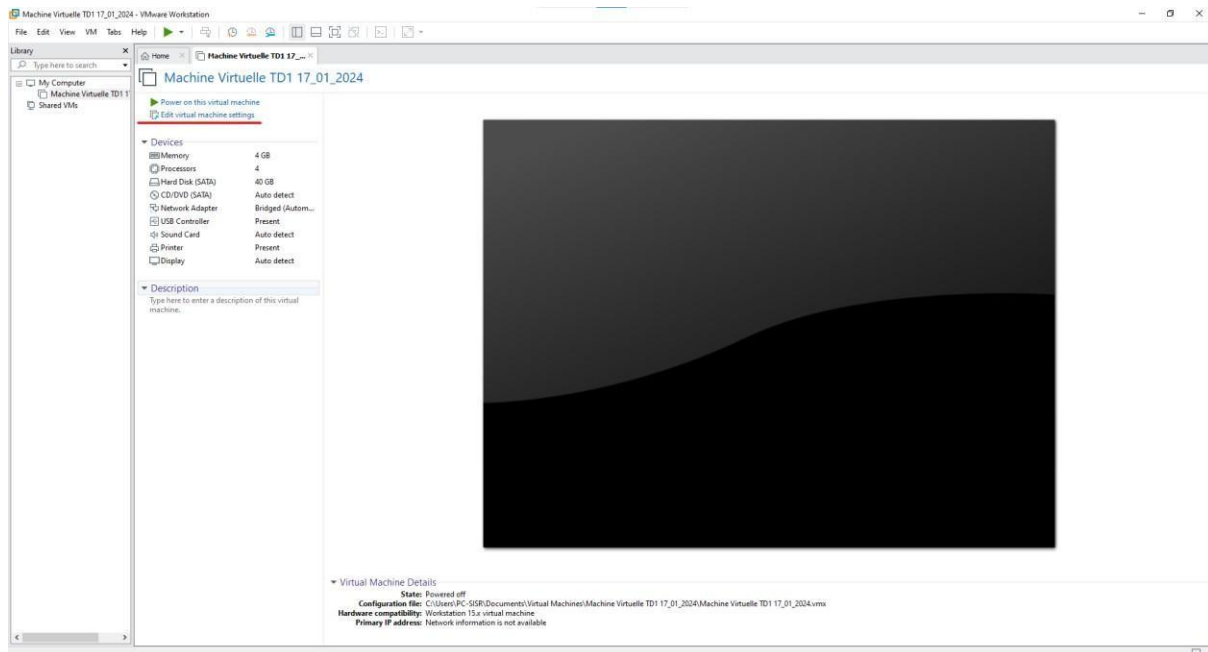 Machine Virtuelle TD1 17_01_2024 - VMware Workstation
File Edit View VM Tabs Help
Library
Type here to search
My Computer
Machine Virtuelle TD1 1
Shared VMs
Home
Machine Virtuelle TD1 17_...
Machine Virtuelle TD1 17_01_2024
Power on this virtual machine
Edit virtual machine settings
Devices
Memory 4 GB
Processors 4
Hard Disk (SATA) 40 GB
CD/DVD (SATA) Auto detect
Network Adapter Bridged (Autom...
USB Controller Present
Sound Card Auto detect
Printer Present
Display Auto detect
Description
Type here to enter a description of this virtual
machine.
Virtual Machine Details
State: Powered off
Configuration file: C:\Users\PC-SISR\Documents\Virtual Machines\Machine Virtuelle TD1 17_01_2024\Machine Virtuelle TD1 17_01_2024.vmx
Hardware compatibility: Workstation 15.x virtual machine
Primary IP address: Network information is not available